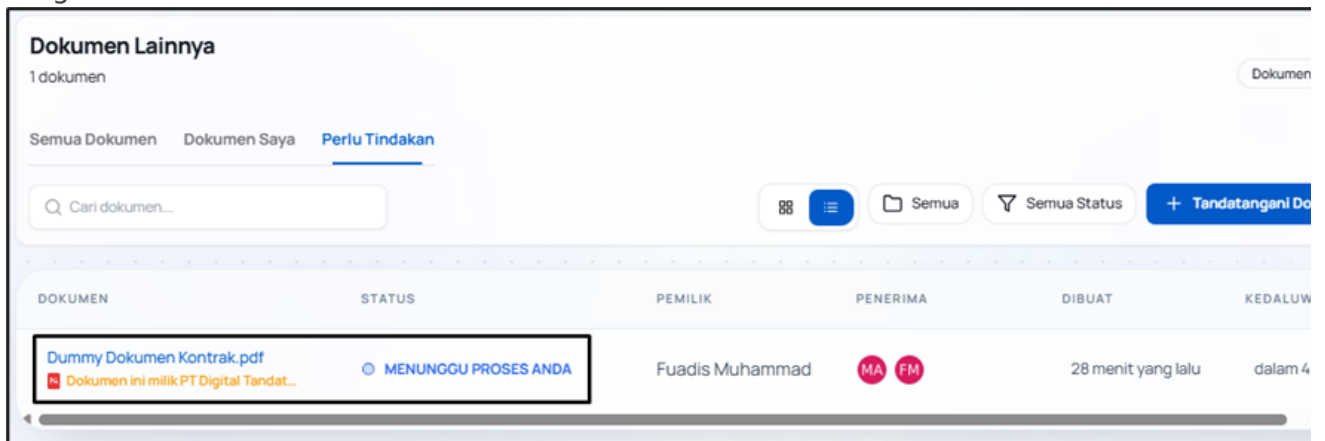 Dokumen Lainnya
1 dokumen
Dokumen
Semua Dokumen Dokumen Saya Perlu Tindakan
Cari dokumen...
Semua Semua Status + Tandatangani Do
DOKUMEN STATUS PEMILIK PENERIMA DIBUAT KEDALUW
Dummy Dokumen Kontrak.pdf
Dokumen ini milik PT Digital Tandat...
MENUNGGU PROSES ANDA Fuadis Muhammad MA FM 28 menit yang lalu dalam 4